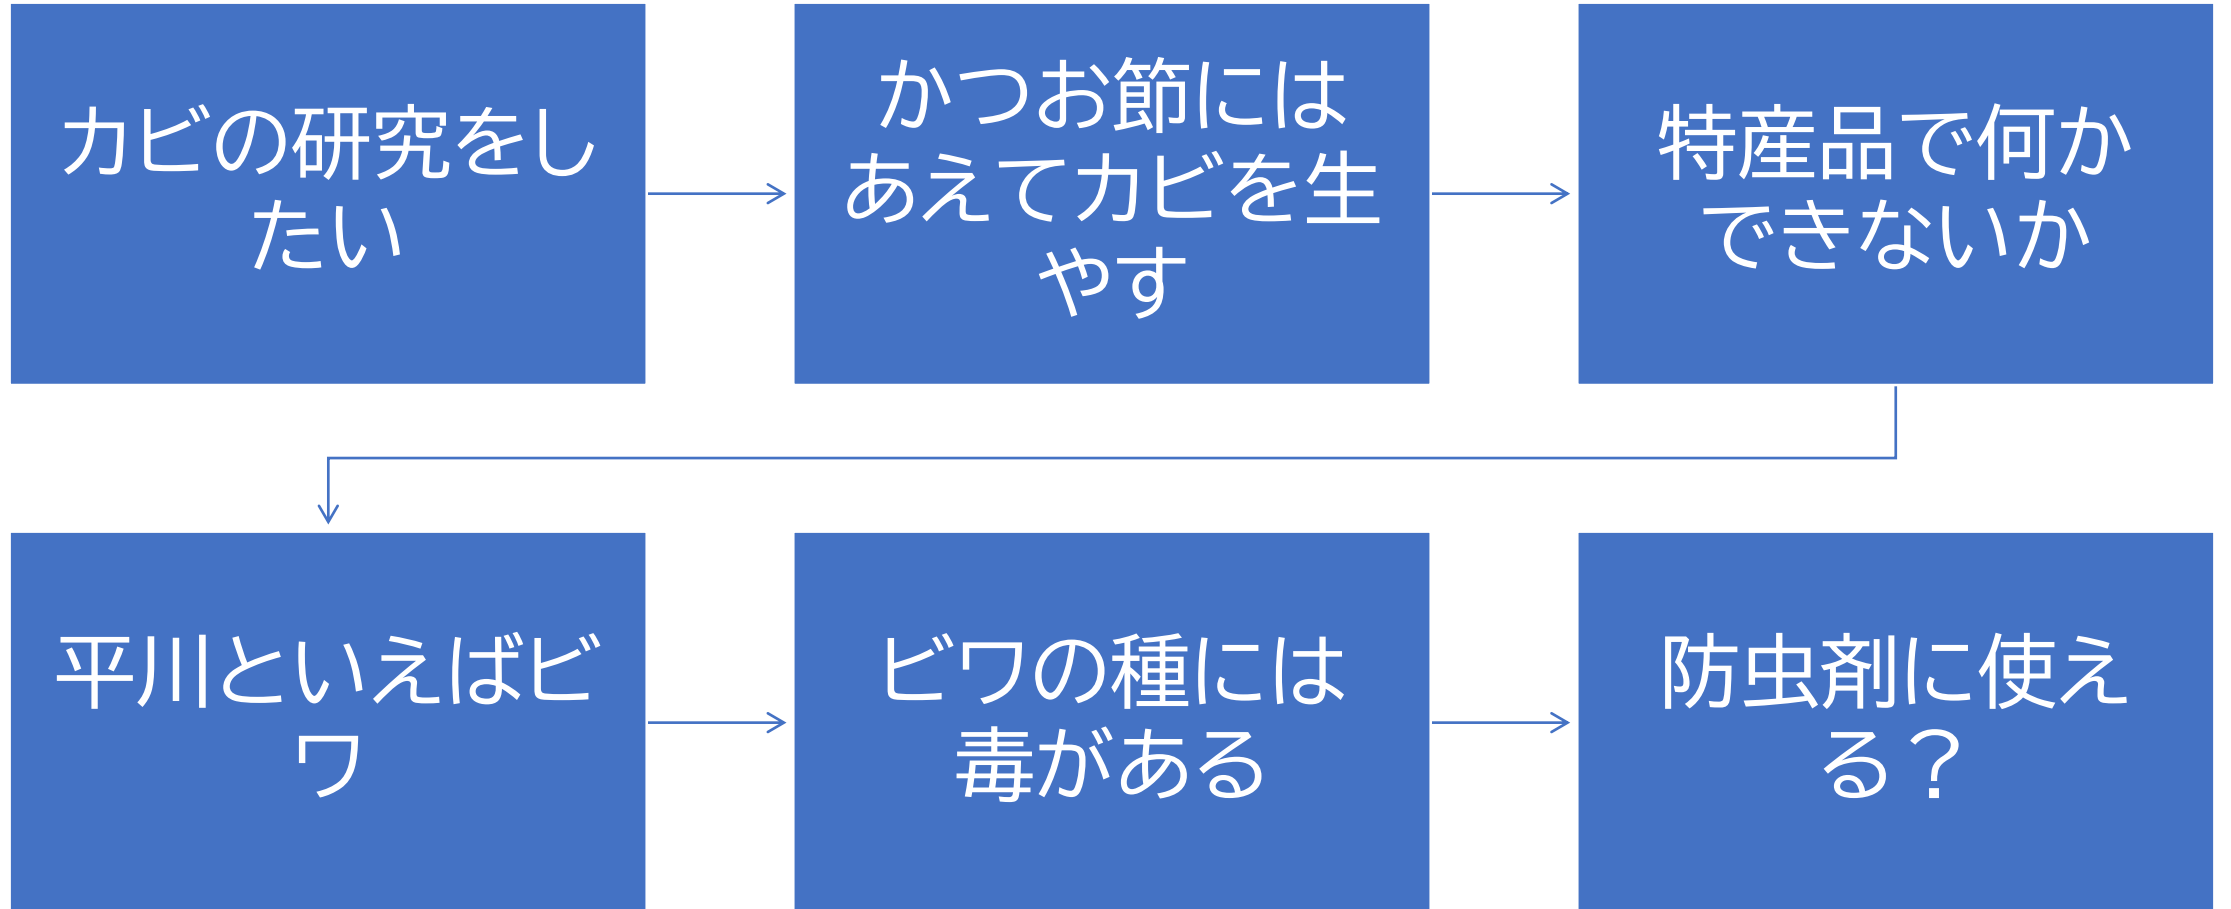 カビの研究をし
たい
かつお節には
あえてカビを生
やす
特産品で何か
できないか
平川といえばビ
ワ
ビワの種には
毒がある
防虫剤に使え
る？